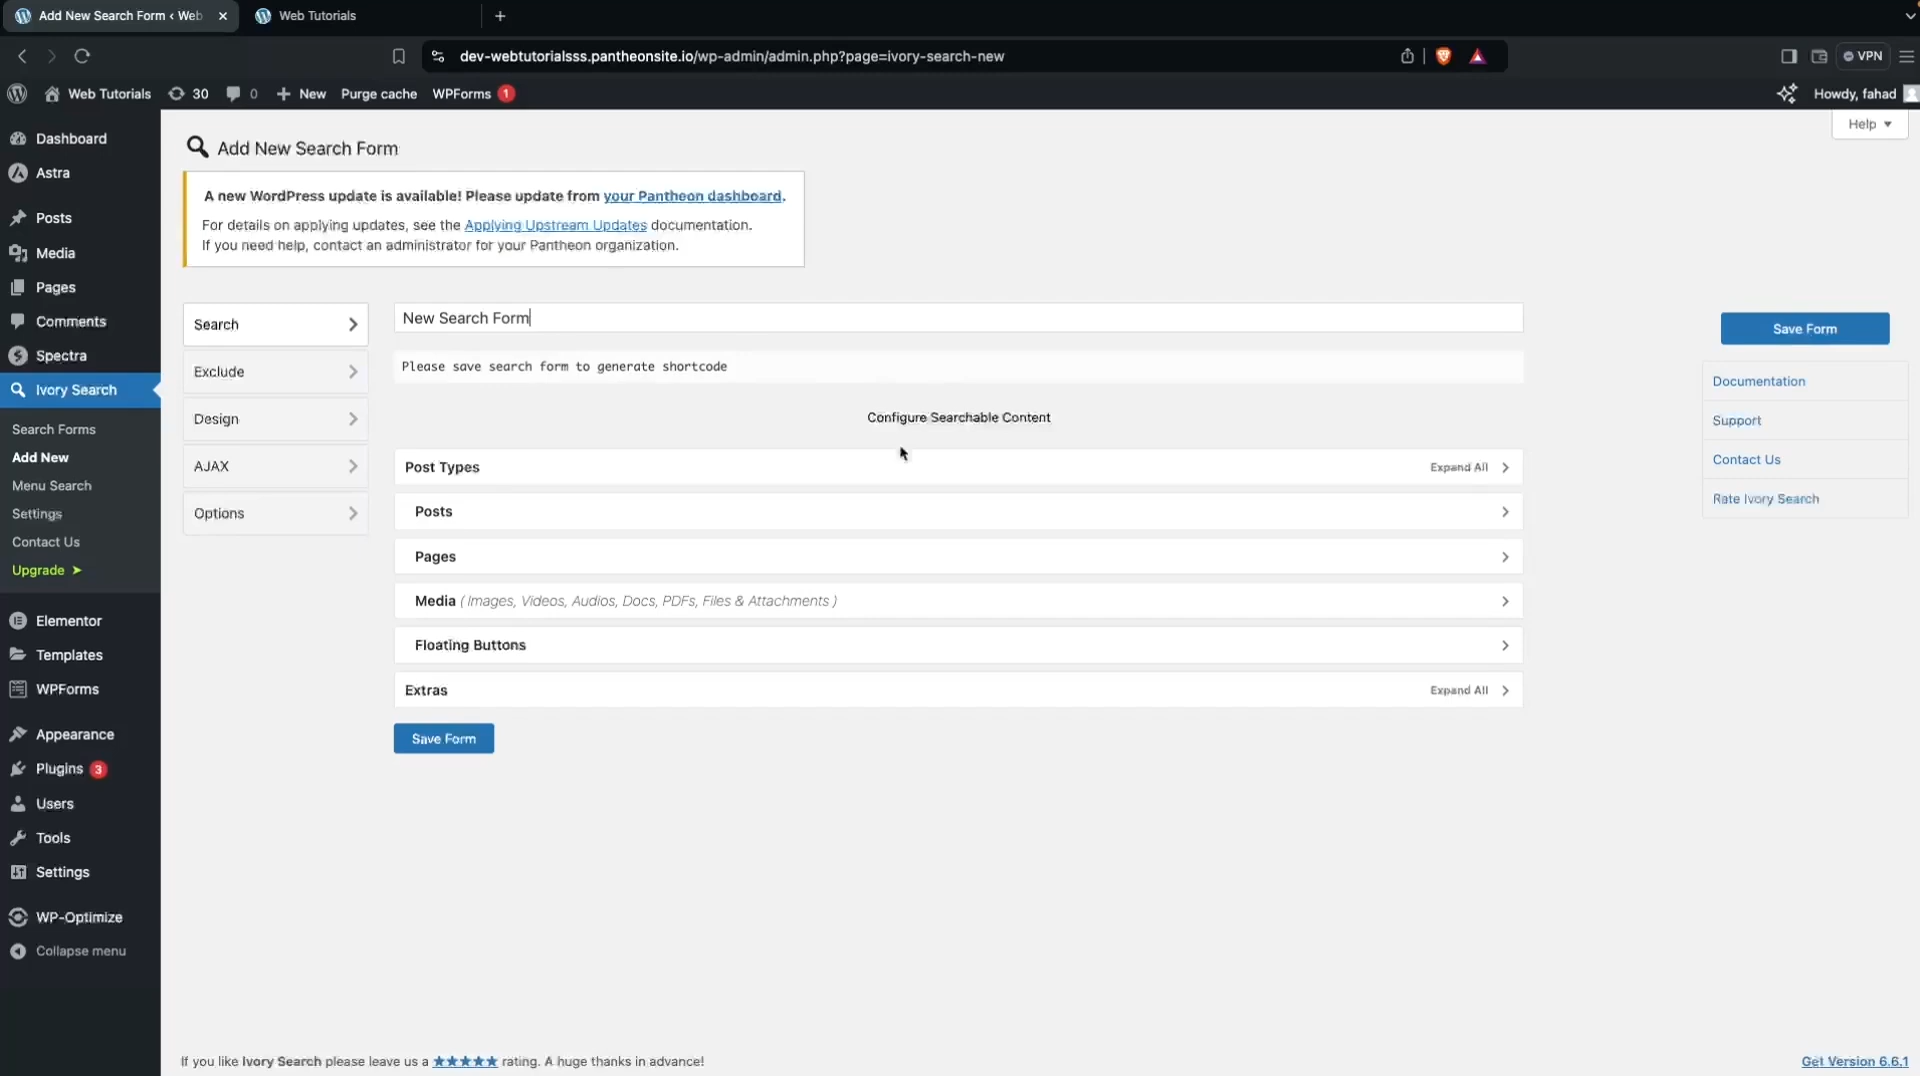 Add New Search Form ‹ Web
Web Tutorials
dev-webtutorialsss.pantheonsite.io/wp-admin/admin.php?page=ivory-search-new
VPN
Web Tutorials
30
0
New
Purge cache
WPForms
1
Howdy, fahad
Help
Dashboard
Astra
Posts
Media
Pages
Comments
Spectra
Ivory Search
Search Forms
Add New
Menu Search
Settings
Contact Us
Upgrade ➤
Elementor
Templates
WPForms
Appearance
Plugins 3
Users
Tools
Settings
WP-Optimize
Collapse menu
Add New Search Form
A new WordPress update is available! Please update from your Pantheon dashboard.
For details on applying updates, see the Applying Upstream Updates documentation.
If you need help, contact an administrator for your Pantheon organization.
Search
Exclude
Design
AJAX
Options
New Search Form
Please save search form to generate shortcode
Configure Searchable Content
Post Types
Expand All
Posts
Pages
Media ( Images, Videos, Audios, Docs, PDFs, Files & Attachments )
Floating Buttons
Extras
Expand All
Save Form
Save Form
Documentation
Support
Contact Us
Rate Ivory Search
If you like Ivory Search please leave us a ★★★★★ rating. A huge thanks in advance!
Get Version 6.6.1